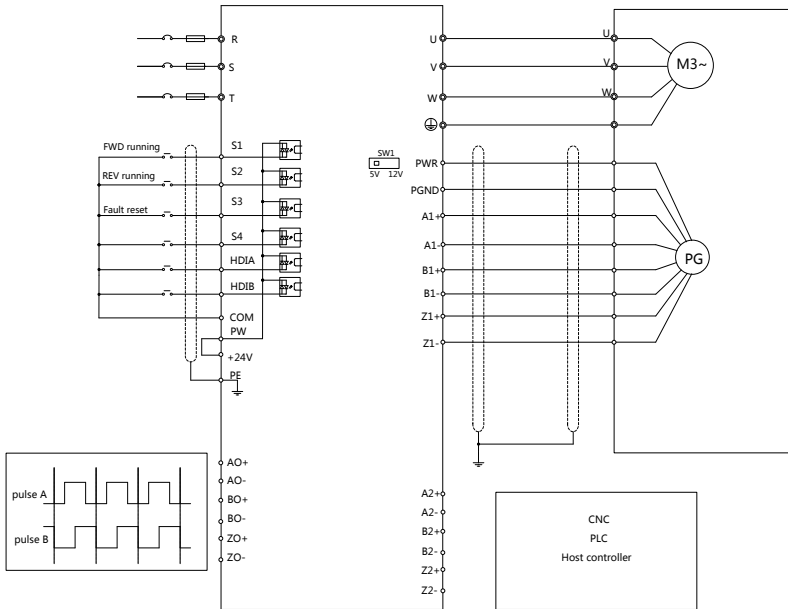 R
S
T
FWD running
S1
REV running
S2
Fault reset
S3
S4
HDIA
HDIB
COM
PW
+24V
PE
SW1
5V 12V
U
V
W
PWR
PGND
A1+
A1-
B1+
B1-
Z1+
Z1-
U
V
W
M3~
PG
pulse A
pulse B
AO+
AO-
BO+
BO-
ZO+
ZO-
A2+
A2-
B2+
B2-
Z2+
Z2-
CNC
PLC
Host controller